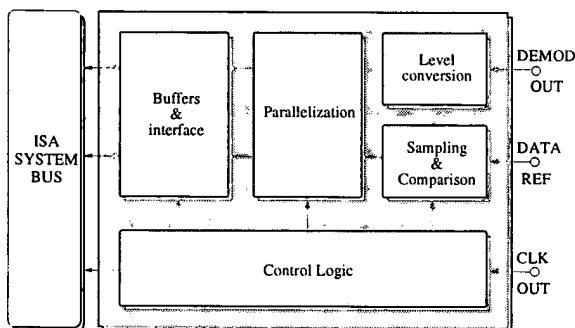 ISA
SYSTEM
BUS
Buffers
&
interface
Parallelization
Level
conversion
Sampling
&
Comparison
Control Logic
DEMOD
OUT
DATA
REF
CLK
OUT